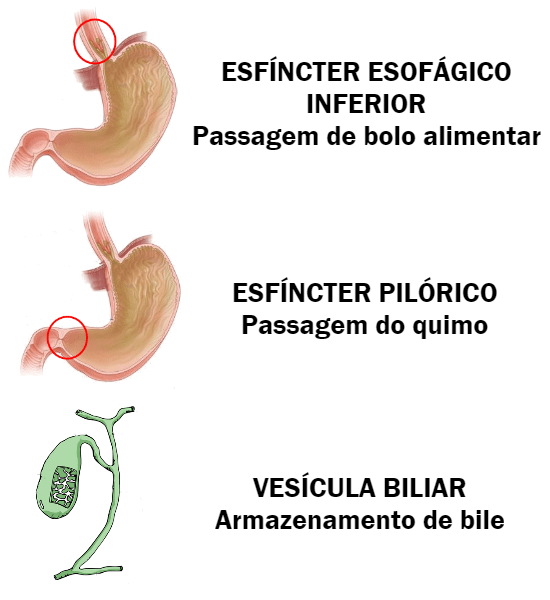 ESFÍNCTER ESOFÁGICO
INFERIOR
Passagem de bolo alimentar
ESFÍNCTER PILÓRICO
Passagem do quimo
VESÍCULA BILIAR
Armazenamento de bile